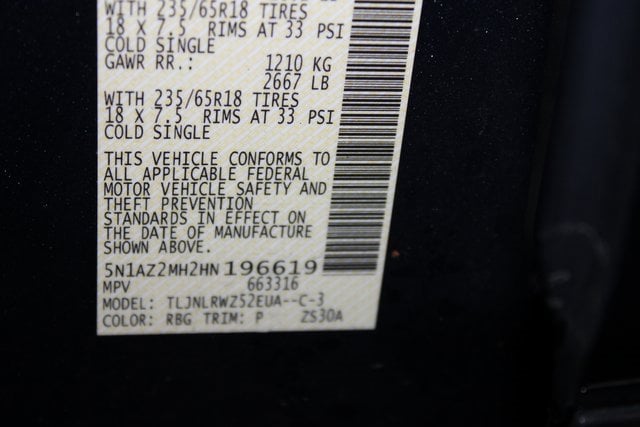 WITH 235/65R18 TIRES
18 X 7.5 RIMS AT 33 PSI
COLD SINGLE
GAWR RR.: 1210 KG
2667 LB
WITH 235/65R18 TIRES
18 X 7.5 RIMS AT 33 PSI
COLD SINGLE
THIS VEHICLE CONFORMS TO
ALL APPLICABLE FEDERAL
MOTOR VEHICLE SAFETY AND
THEFT PREVENTION
STANDARDS IN EFFECT ON
THE DATE OF MANUFACTURE
SHOWN ABOVE.
5N1AZ2MH2HN196619
MPV 663316
MODEL: TLJNLRWZ52EUA--C-3
COLOR: RBG TRIM: P ZS30A